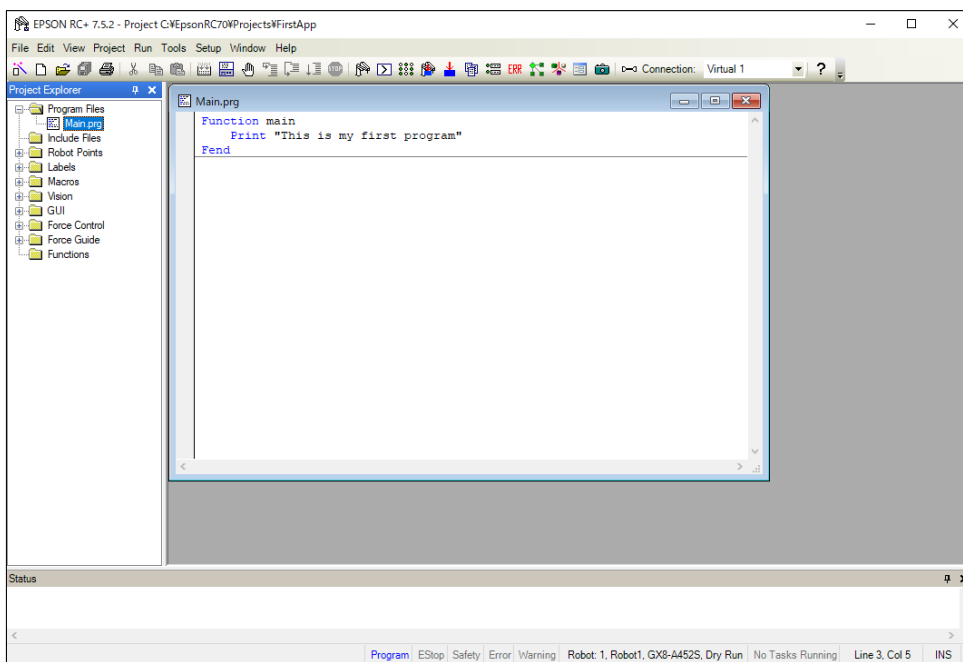 EPSON RC+ 7.5.2 - Project C:¥EpsonRC70¥Projects¥FirstApp
File Edit View Project Run Tools Setup Window Help
ERR Connection: Virtual 1 ?
Project Explorer
Program Files
Main.prg
Include Files
Robot Points
Labels
Macros
Vision
GUI
Force Control
Force Guide
Functions
Main.prg
Function main
Print "This is my first program"
Fend
Status
Program EStop Safety Error Warning Robot: 1, Robot1, GX8-A452S, Dry Run No Tasks Running Line 3, Col 5 INS